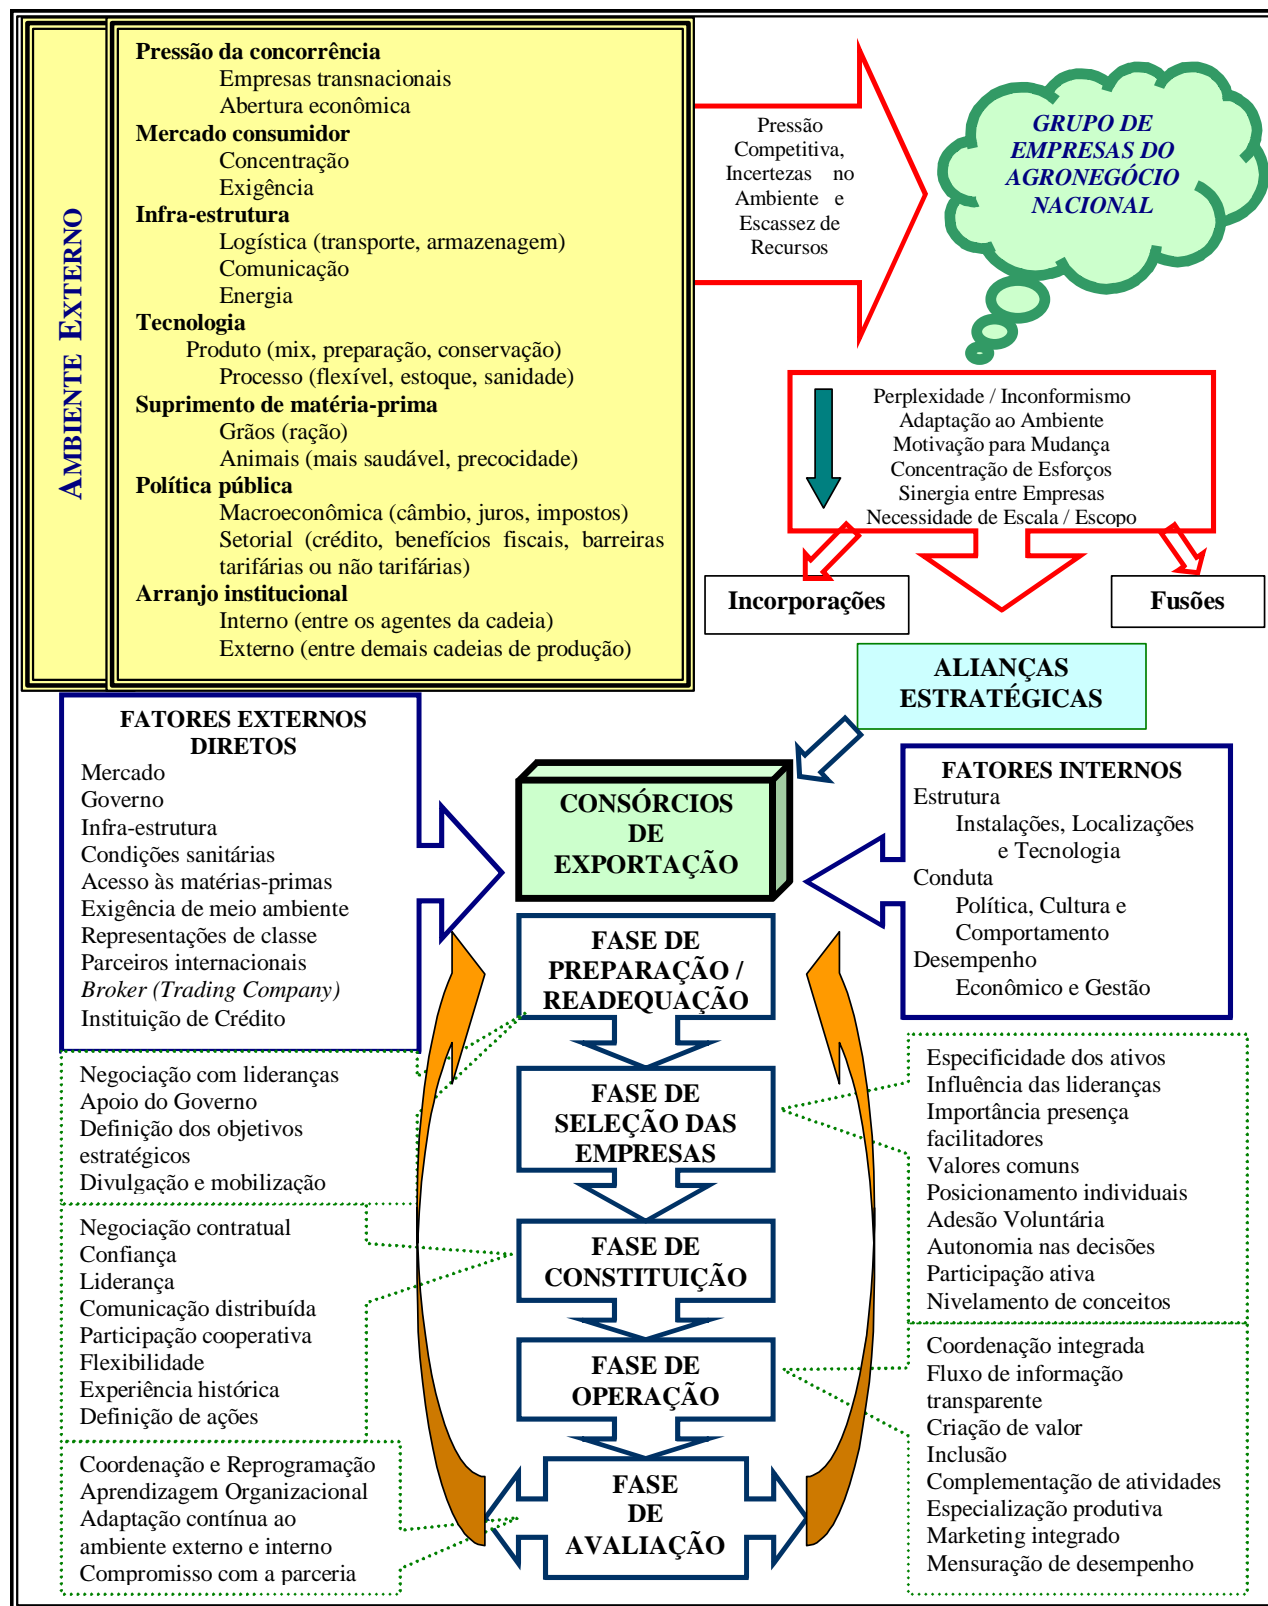 AMBIENTE EXTERNO
Pressão da concorrência
Empresas transnacionais
Abertura econômica
Mercado consumidor
Concentração
Exigência
Infra-estrutura
Logística (transporte, armazenagem)
Comunicação
Energia
Tecnologia
Produto (mix, preparação, conservação)
Processo (flexível, estoque, sanidade)
Suprimento de matéria-prima
Grãos (ração)
Animais (mais saudável, precocidade)
Política pública
Macroeconômica (câmbio, juros, impostos)
Setorial (crédito, benefícios fiscais, barreiras
tarifárias ou não tarifárias)
Arranjo institucional
Interno (entre os agentes da cadeia)
Externo (entre demais cadeias de produção)
Pressão
Competitiva,
Incertezas no
Ambiente e
Escassez de
Recursos
GRUPO DE
EMPRESAS DO
AGRONEGÓCIO
NACIONAL
Perplexidade / Inconformismo
Adaptação ao Ambiente
Motivação para Mudança
Concentração de Esforços
Sinergia entre Empresas
Necessidade de Escala / Escopo
Incorporações
Fusões
ALIANÇAS
ESTRATÉGICAS
FATORES EXTERNOS
DIRETOS
Mercado
Governo
Infra-estrutura
Condições sanitárias
Acesso às matérias-primas
Exigência de meio ambiente
Representações de classe
Parceiros internacionais
Broker (Trading Company)
Instituição de Crédito
CONSÓRCIOS
DE
EXPORTAÇÃO
FATORES INTERNOS
Estrutura
Instalações, Localizações
e Tecnologia
Conduta
Política, Cultura e
Comportamento
Desempenho
Econômico e Gestão
FASE DE
PREPARAÇÃO /
READEQUAÇÃO
Negociação com lideranças
Apoio do Governo
Definição dos objetivos
estratégicos
Divulgação e mobilização
FASE DE
SELEÇÃO DAS
EMPRESAS
Especificidade dos ativos
Influência das lideranças
Importância presença
facilitadores
Valores comuns
Posicionamento individuais
Adesão Voluntária
Autonomia nas decisões
Participação ativa
Nivelamento de conceitos
Negociação contratual
Confiança
Liderança
Comunicação distribuída
Participação cooperativa
Flexibilidade
Experiência histórica
Definição de ações
FASE DE
CONSTITUIÇÃO
FASE DE
OPERAÇÃO
Coordenação integrada
Fluxo de informação
transparente
Criação de valor
Inclusão
Complementação de atividades
Especialização produtiva
Marketing integrado
Mensuração de desempenho
Coordenação e Reprogramação
Aprendizagem Organizacional
Adaptação contínua ao
ambiente externo e interno
Compromisso com a parceria
FASE
DE
AVALIAÇÃO